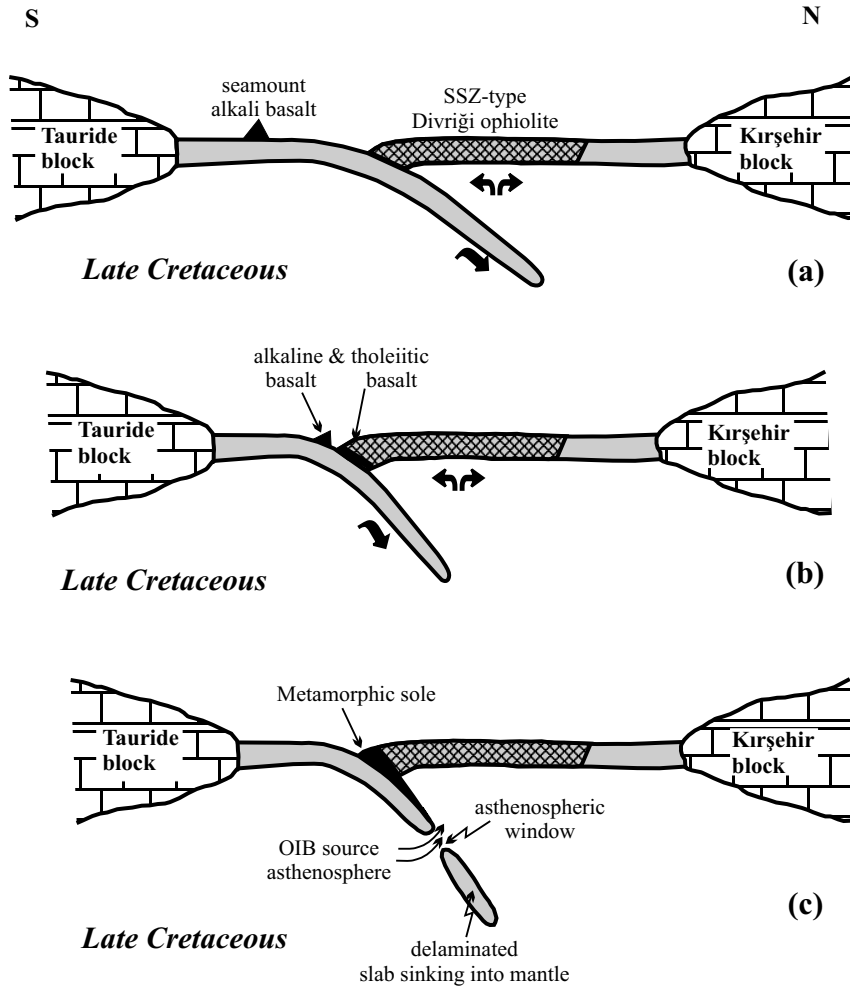 S
N
seamount
alkali basalt
SSZ-type
Divriği ophiolite
Tauride
block
Kırşehir
block
Late Cretaceous
(a)
alkaline & tholeiitic
basalt
basalt
Tauride
block
Kırşehir
block
Late Cretaceous
(b)
Metamorphic sole
Tauride
block
Kırşehir
block
asthenospheric
window
OIB source
asthenosphere
Late Cretaceous
(c)
delaminated
slab sinking into mantle